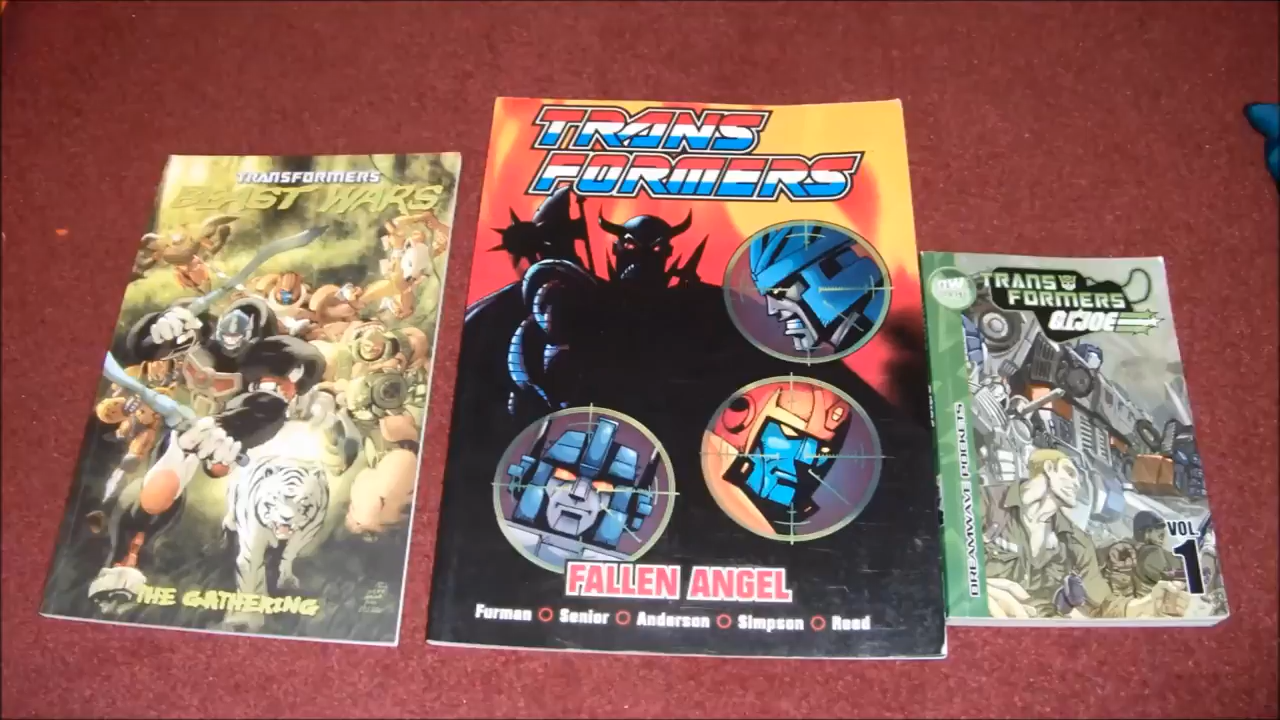 TRANSFORMERS
BEAST WARS
THE GATHERING
TRANS
FORMERS
FALLEN ANGEL
Furman Senior Anderson Simpson Reed
DW
TRANS
FORMERS
G.I. JOE
DREAMWAVE POCKETS
VOL.
1